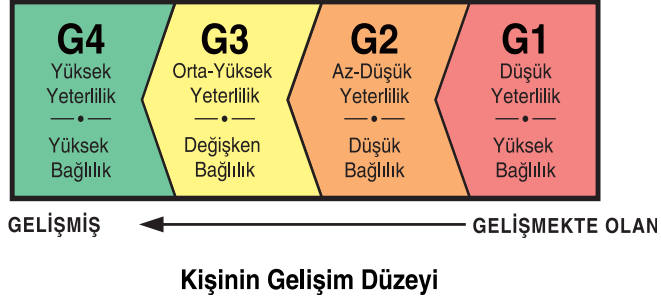 G4
Yüksek
Yeterlilik
Yüksek
Bağlılık
G3
Orta-Yüksek
Yeterlilik
Değişken
Bağlılık
G2
Az-Düşük
Yeterlilik
Düşük
Bağlılık
G1
Düşük
Yeterlilik
Yüksek
Bağlılık
GELİŞMİŞ
GELİŞMEKTE OLAN
Kişinin Gelişim Düzeyi